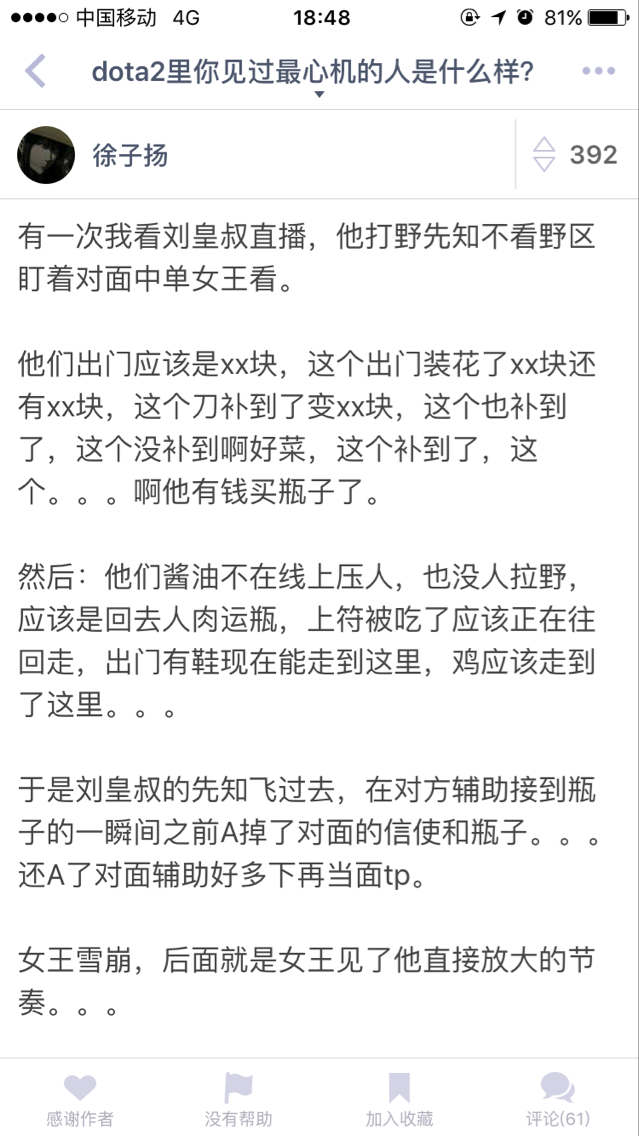 中国移动 4G 18:48 81%
dota2里你见过最心机的人是什么样?
徐子扬 392
有一次我看刘皇叔直播，他打野先知不看野区
盯着对面中单女王看。
他们出门应该是xx块，这个出门装花了xx块还
有xx块，这个刀补到了变xx块，这个也补到
了，这个没补到啊好菜，这个补到了，这
个。。。啊他有钱买瓶子了。
然后：他们酱油不在线上压人，也没人拉野，
应该是回去人肉运瓶，上符被吃了应该正在往
回走，出门有鞋现在能走到这里，鸡应该走到
了这里。。。
于是刘皇叔的先知飞过去，在对方辅助接到瓶
子的一瞬间之前A掉了对面的信使和瓶子。。。
还A了对面辅助好多下再当面tp。
女王雪崩，后面就是女王见了他直接放大的节
奏。。。
感谢作者 没有帮助 加入收藏 评论(61)